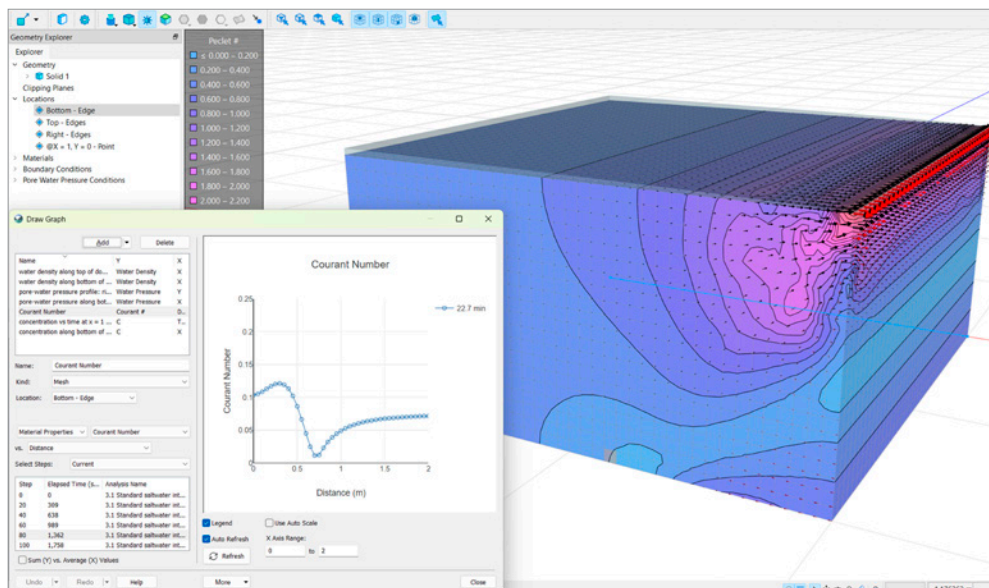 Geometry Explorer
Explorer
Geometry
Solid 1
Clipping Planes
Locations
Bottom - Edge
Top - Edges
Right - Edges
@X = 1, Y = 0 - Point
Materials
Boundary Conditions
Pore Water Pressure Conditions
Peclet #
≤ 0.000 – 0.200
0.200 – 0.400
0.400 – 0.600
0.600 – 0.800
0.800 – 1.000
1.000 – 1.200
1.200 – 1.400
1.400 – 1.600
1.600 – 1.800
1.800 – 2.000
2.000 – 2.200
Draw Graph
Add Delete
Name Y X
water density along top of do... Water Density X
water density along bottom of ... Water Density X
pore-water pressure profile: n... Water Pressure Y
pore-water pressure along bot... Water Pressure X
Courant Number Courant # D...
concentration vs time at x = 1 ... C T...
concentration along bottom of ... C X
Name: Courant Number
Kind: Mesh
Location: Bottom - Edge
Material Properties Courant Number
vs. Distance
Select Steps: Current
Step Elapsed Time (s... Analysis Name
0 0 3.1 Standard saltwater int...
20 309 3.1 Standard saltwater int...
40 638 3.1 Standard saltwater int...
60 989 3.1 Standard saltwater int...
80 1,362 3.1 Standard saltwater int...
100 1,758 3.1 Standard saltwater int...
Sum (Y) vs. Average (X) Values
Undo Redo Help
Courant Number
22.7 min
0.25
0.2
0.15
0.1
0.05
0
Courant Number
0 0.5 1 1.5 2
Distance (m)
Legend Use Auto Scale
Auto Refresh X Axis Range:
Refresh 0 to 2
More Close